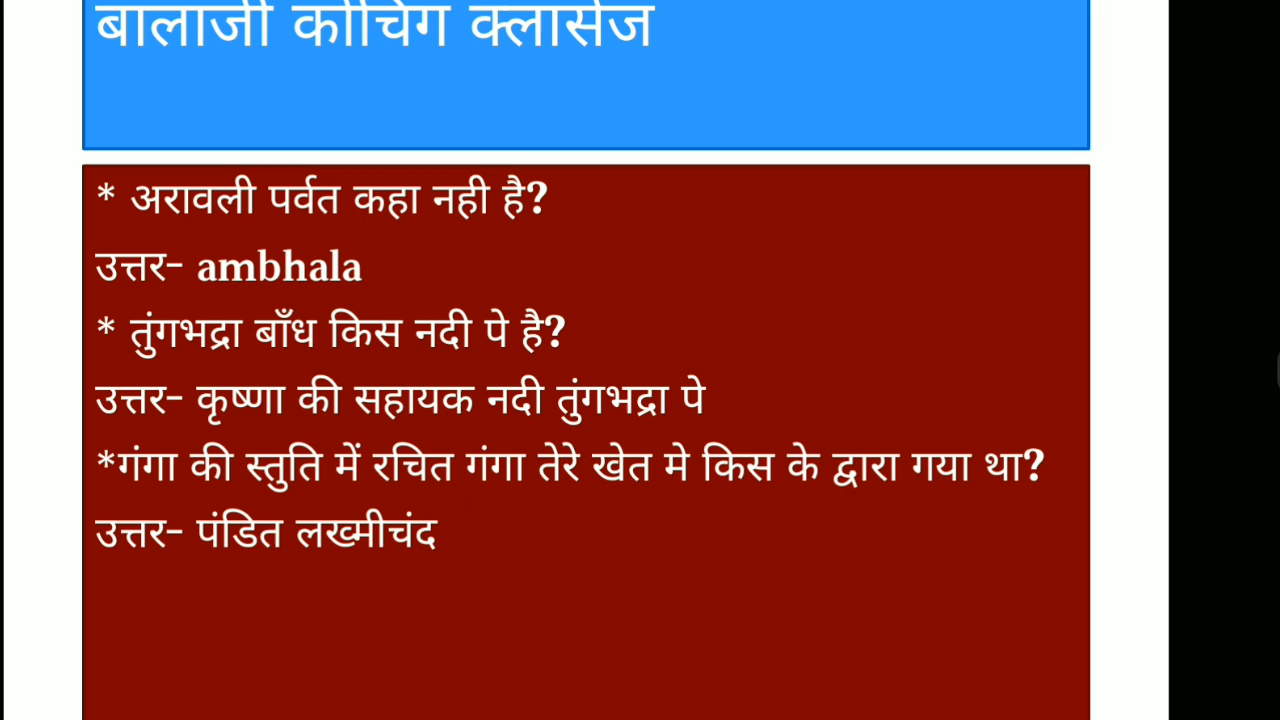 बालाजी कोचिंग क्लासेज
* अरावली पर्वत कहा नही है?
उत्तर- ambhala
* तुंगभद्रा बाँध किस नदी पे है?
उत्तर- कृष्णा की सहायक नदी तुंगभद्रा पे
*गंगा की स्तुति में रचित गंगा तेरे खेत मे किस के द्वारा गया था?
उत्तर- पंडित लख्मीचंद